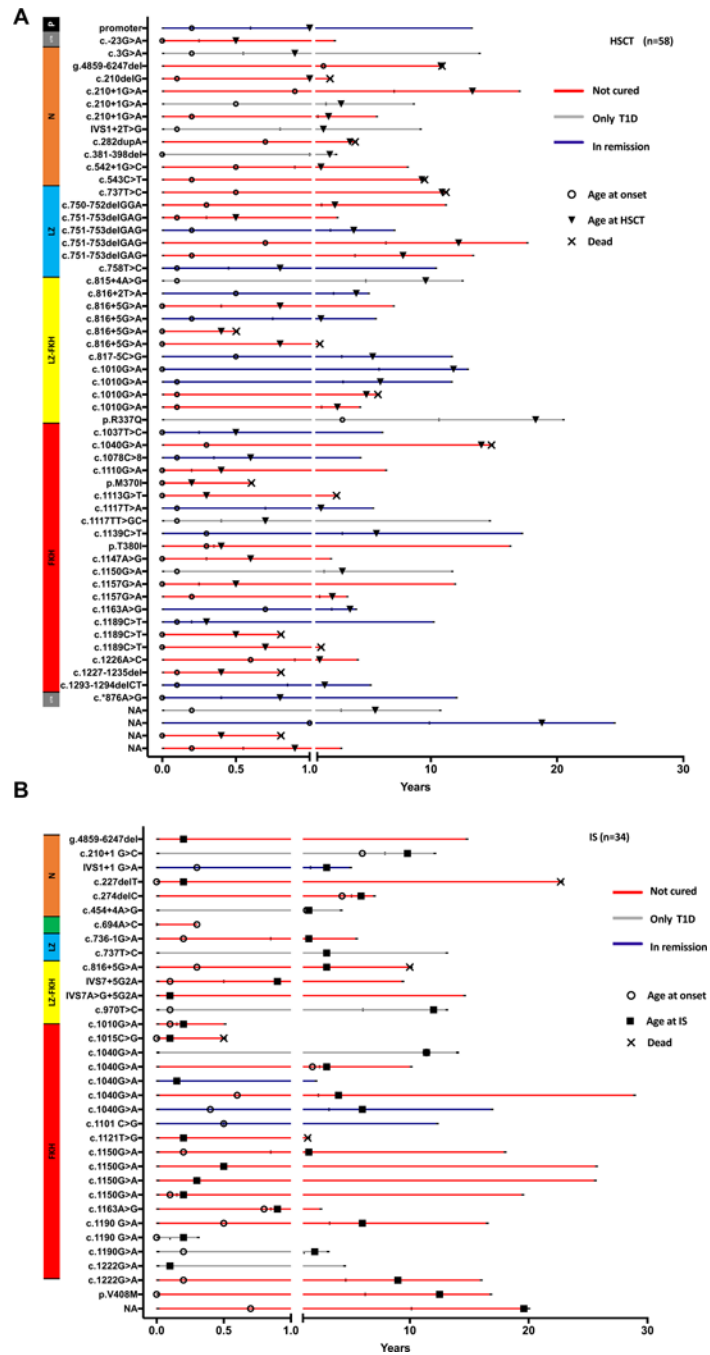 A
P
promoter
c.-23G>A
c.3G>A
HSCT (n=58)
g.4859-6247del
c.210delG
c.210+1G>A
Not cured
N
c.210+1G>A
Only T1D
c.210+1G>A
IVS1+2T>G
In remission
c.282dupA
c.381-398del
c.542+1G>C
Age at onset
c.543C>T
c.737T>C
Age at HSCT
c.750-752delGGA
c.751-753delGAG
Dead
LZ
c.751-753delGAG
c.751-753delGAG
c.751-753delGAG
c.758T>C
c.815+4A>G
c.816+2T>A
c.816+5G>A
c.816+5G>A
LZ-FKH
c.816+5G>A
c.816+5G>A
c.817-5C>G
c.1010G>A
c.1010G>A
c.1010G>A
c.1010G>A
p.R337Q
c.1037T>C
c.1040G>A
c.1078C>8
c.1110G>A
p.M370I
c.1113G>T
c.1117T>A
c.1117TT>GC
c.1139C>T
FKH
p.T380I
c.1147A>G
c.1150G>A
c.1157G>A
c.1157G>A
c.1163A>G
c.1189C>T
c.1189C>T
c.1189C>T
c.1226A>C
c.1227-1235del
c.1293-1294delCT
c.*876A>G
NA
NA
NA
NA
0.0 0.5 1.0 10 20 30
Years
B
g.4859-6247del
IS (n=34)
c.210+1 G>C
IVS1+1 G>A
N
c.227delT
Not cured
c.274delC
c.454+4A>G
Only T1D
c.694A>C
In remission
LZ
c.736-1G>A
c.737T>C
c.816+5G>A
LZ-FKH
IVS7+5G2A
Age at onset
IVS7A>G+5G2A
Age at IS
c.970T>C
c.1010G>A
Dead
c.1015C>G
c.1040G>A
c.1040G>A
c.1040G>A
c.1040G>A
c.1040G>A
c.1101 C>G
FKH
c.1121T>G
c.1150G>A
c.1150G>A
c.1150G>A
c.1150G>A
c.1163A>G
c.1190 G>A
c.1190 G>A
c.1190G>A
c.1222G>A
c.1222G>A
p.V408M
NA
0.0 0.5 1.0 10 20 30
Years